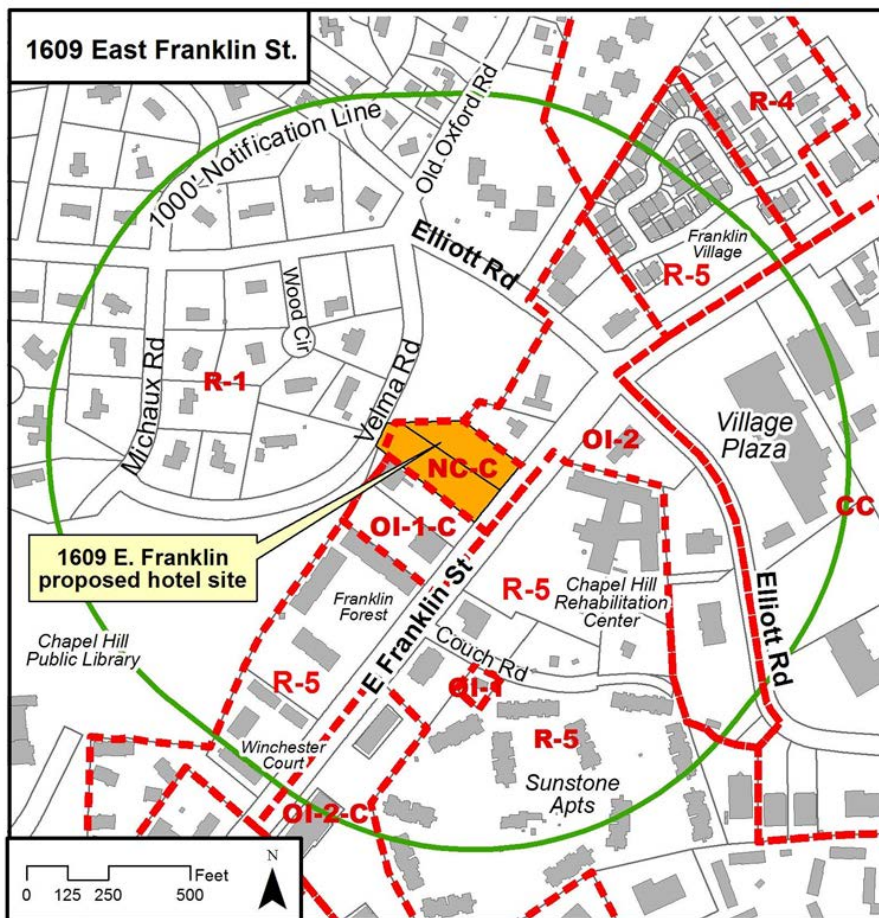 1609 East Franklin St.
1000' Notification Line
Old Oxford Rd
R-4
Elliott Rd
Franklin
Village
R-5
Wood Cir
Michaux Rd
R-1
Velma Rd
Village
Plaza
OI-2
NC-C
CC
OI-1-C
1609 E. Franklin
proposed hotel site
E Franklin St
R-5
Chapel Hill
Rehabilitation
Center
Franklin
Forest
Elliott Rd
Chapel Hill
Public Library
Couch Rd
R-5
OI-1
R-5
Winchester
Court
Sunstone
Apts
OI-2-C
Feet
0 125 250 500
N